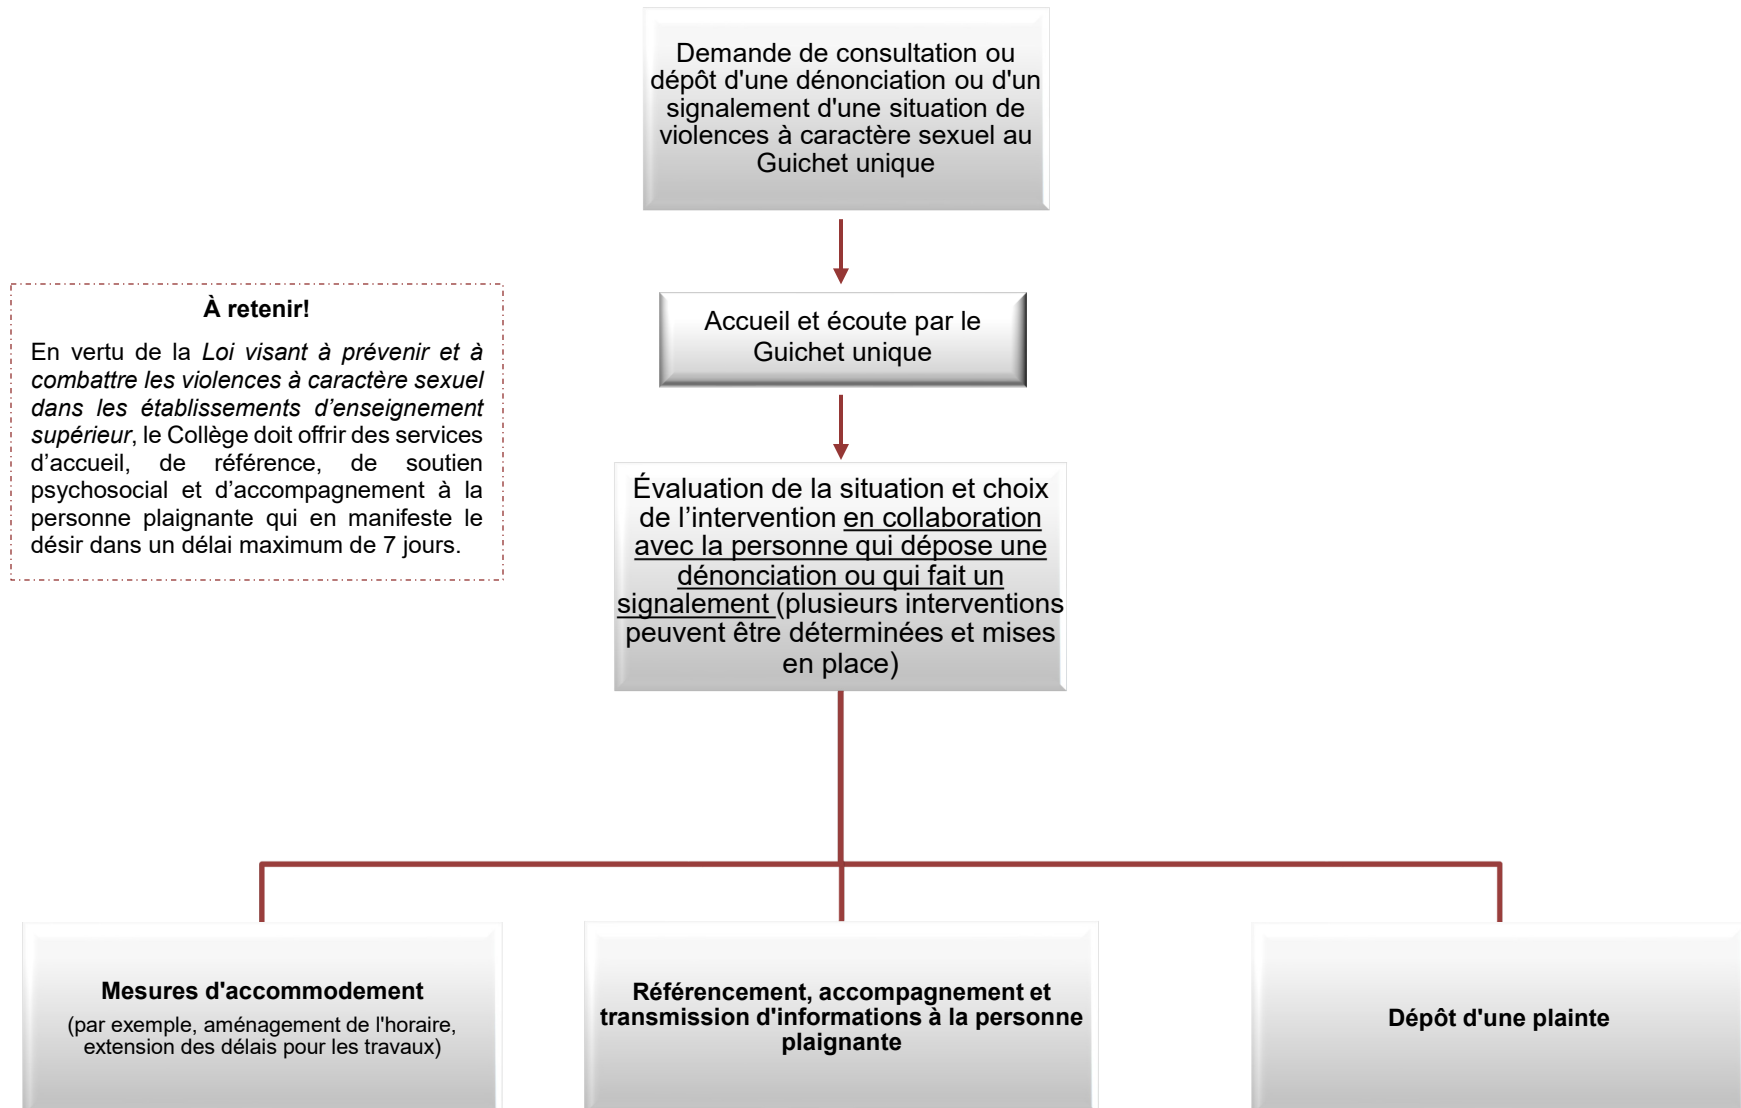 Demande de consultation ou
dépôt d'une dénonciation ou d'un
signalement d'une situation de
violences à caractère sexuel au
Guichet unique
À retenir!
En vertu de la Loi visant à prévenir et à
combattre les violences à caractère sexuel
dans les établissements d’enseignement
supérieur, le Collège doit offrir des services
d’accueil, de référence, de soutien
psychosocial et d’accompagnement à la
personne plaignante qui en manifeste le
désir dans un délai maximum de 7 jours.
Accueil et écoute par le
Guichet unique
Évaluation de la situation et choix
de l’intervention en collaboration
avec la personne qui dépose une
dénonciation ou qui fait un
signalement (plusieurs interventions
peuvent être déterminées et mises
en place)
Mesures d'accommodement
(par exemple, aménagement de l'horaire,
extension des délais pour les travaux)
Référencement, accompagnement et
transmission d'informations à la personne
plaignante
Dépôt d'une plainte